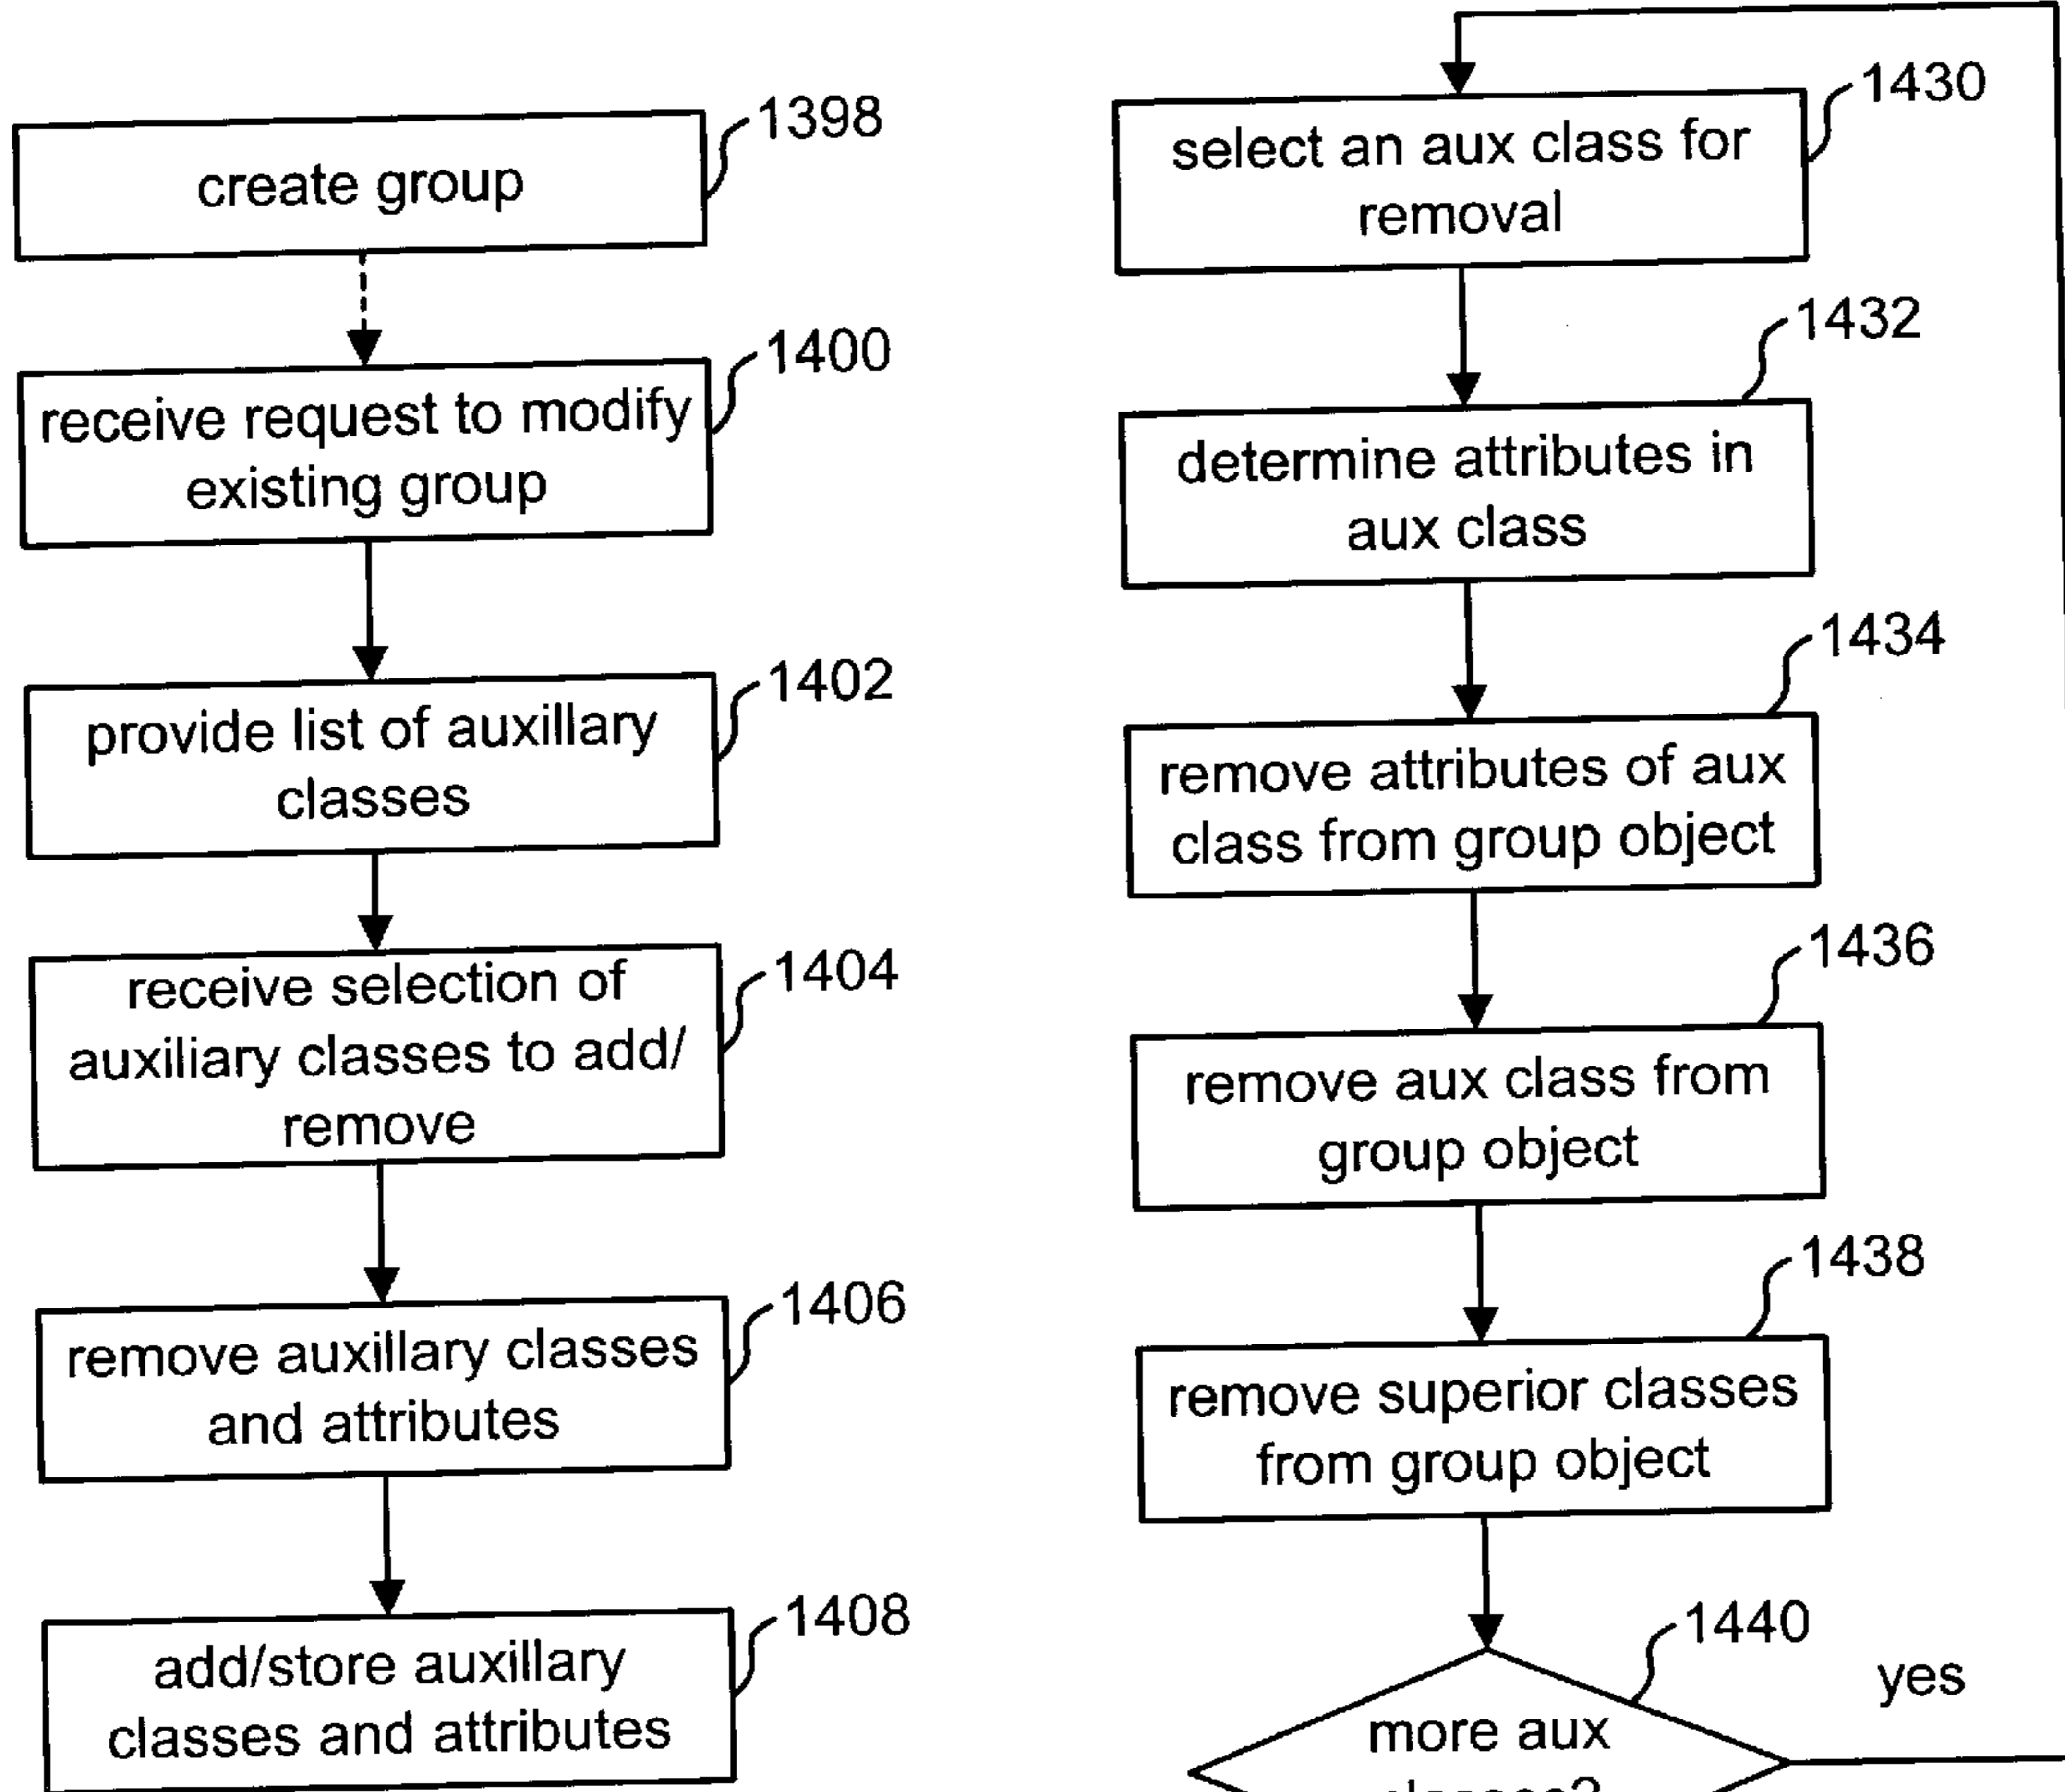 1398
create group
1400
receive request to modify
existing group
1402
provide list of auxillary
classes
1404
receive selection of
auxiliary classes to add/
remove
1406
remove auxillary classes
and attributes
1408
add/store auxillary
classes and attributes
1430
select an aux class for
removal
1432
determine attributes in
aux class
1434
remove attributes of aux
class from group object
1436
remove aux class from
group object
1438
remove superior classes
from group object
1440
yes
more aux
classes?